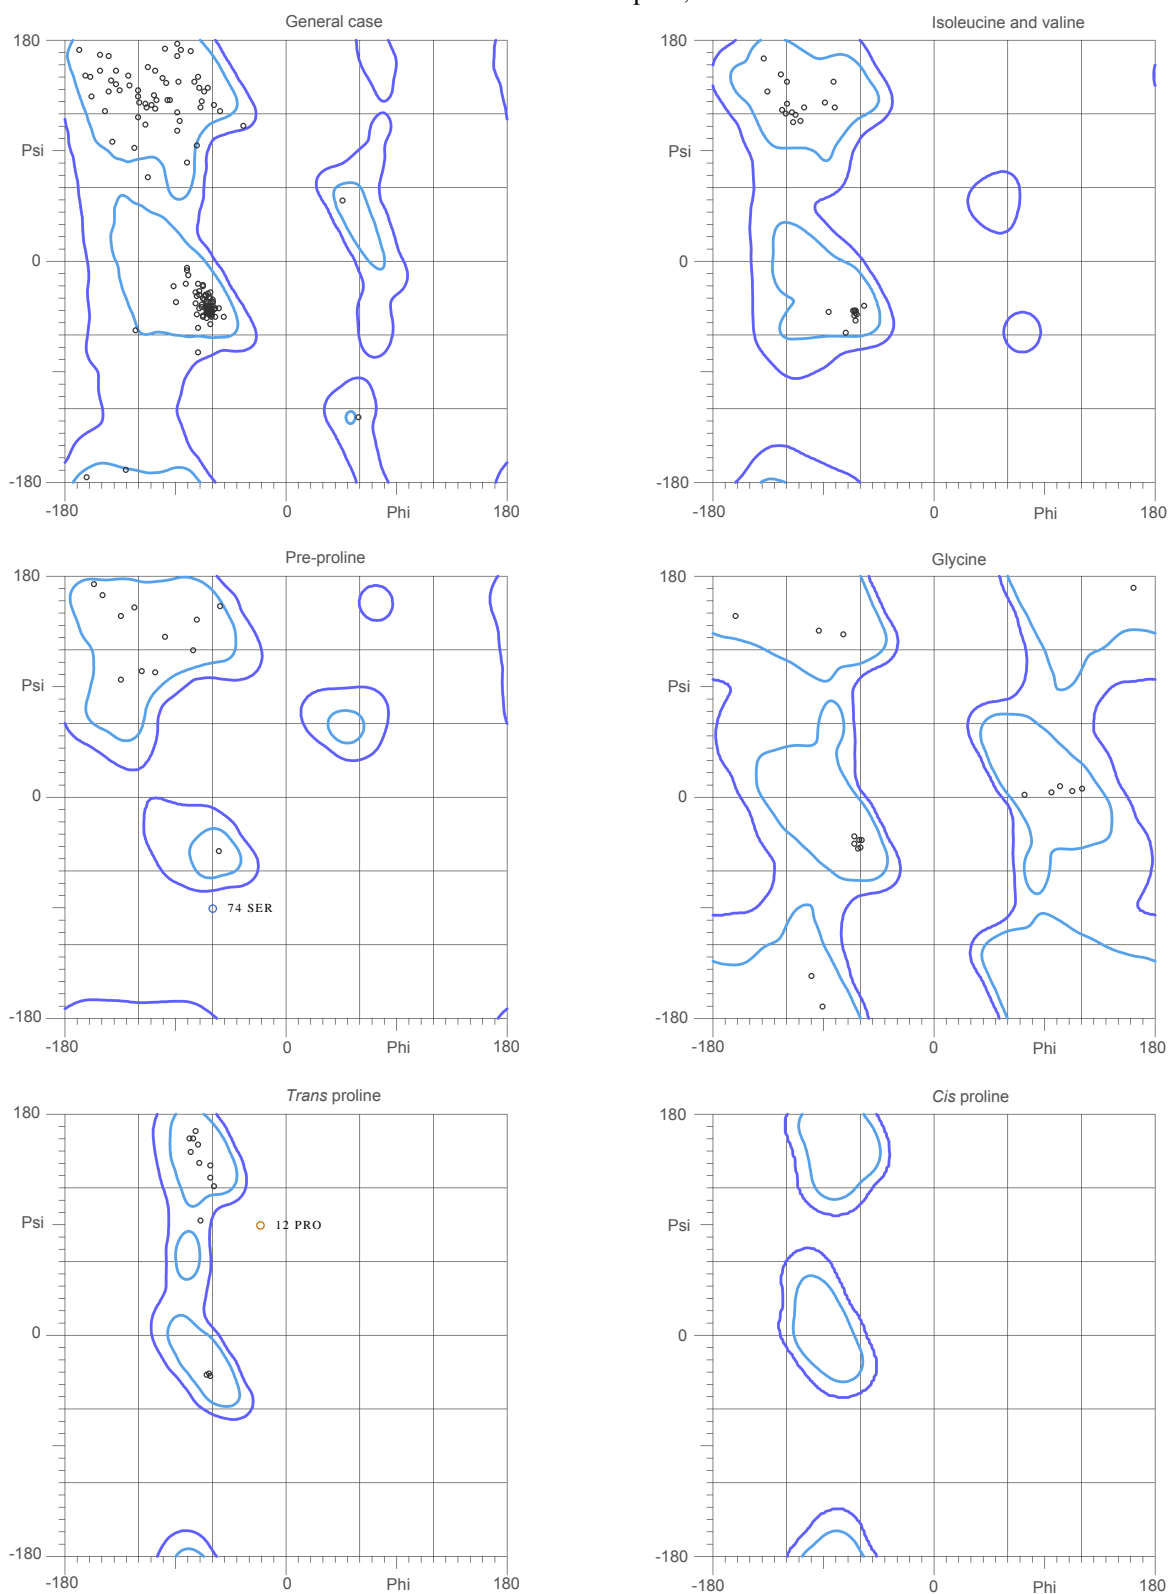 General case
Isoleucine and valine
180
180
Psi
Psi
0
0
-180
-180
-180
0
Phi
180
-180
0
Phi
180
Pre-proline
Glycine
180
180
Psi
Psi
0
0
74 SER
-180
-180
-180
0
Phi
180
-180
0
Phi
180
Trans proline
Cis proline
180
180
Psi
12 PRO
Psi
0
0
-180
-180
-180
0
Phi
180
-180
0
Phi
180